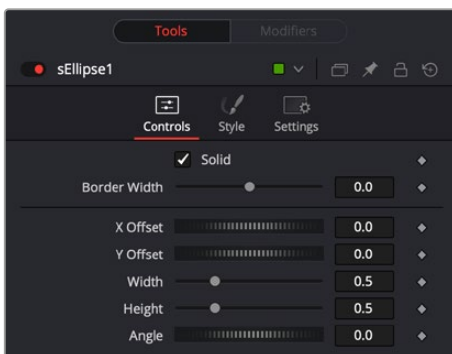 Tools Modifiers
sEllipse1
Controls Style Settings
Solid
Border Width 0.0
X Offset 0.0
Y Offset 0.0
Width 0.5
Height 0.5
Angle 0.0